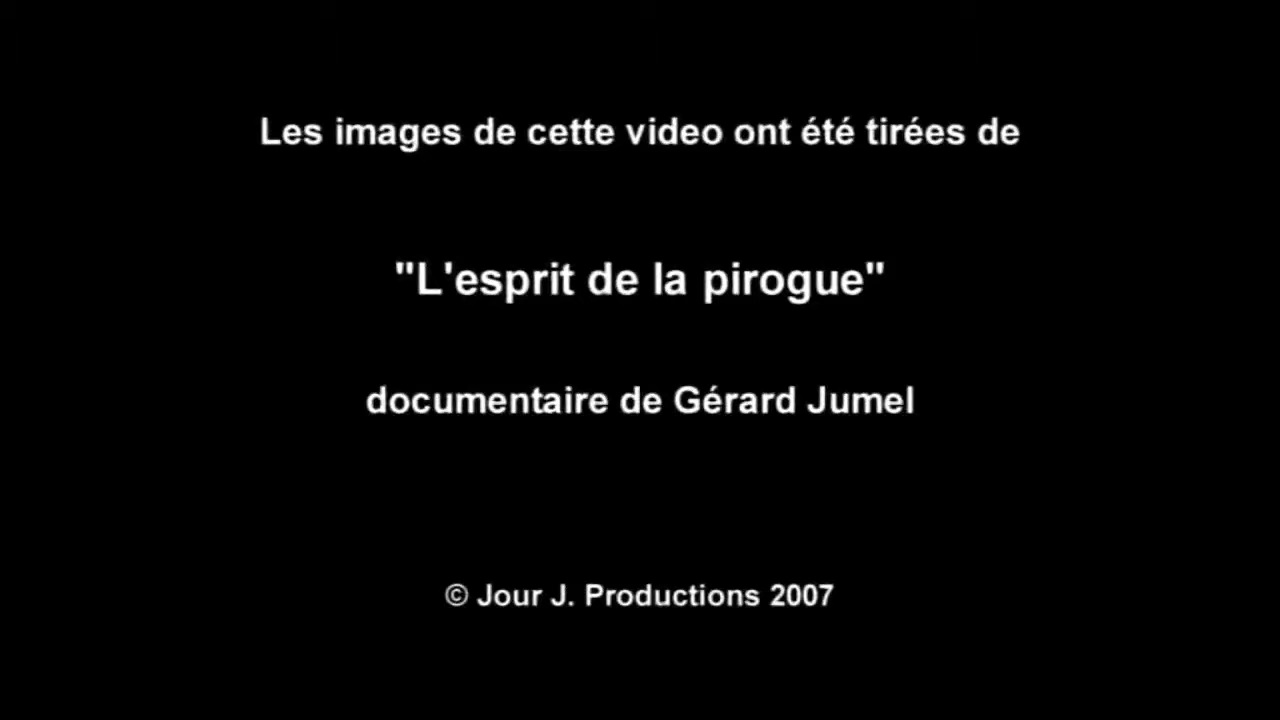 Les images de cette video ont été tirées de
"L'esprit de la pirogue"
documentaire de Gérard Jumel
© Jour J. Productions 2007